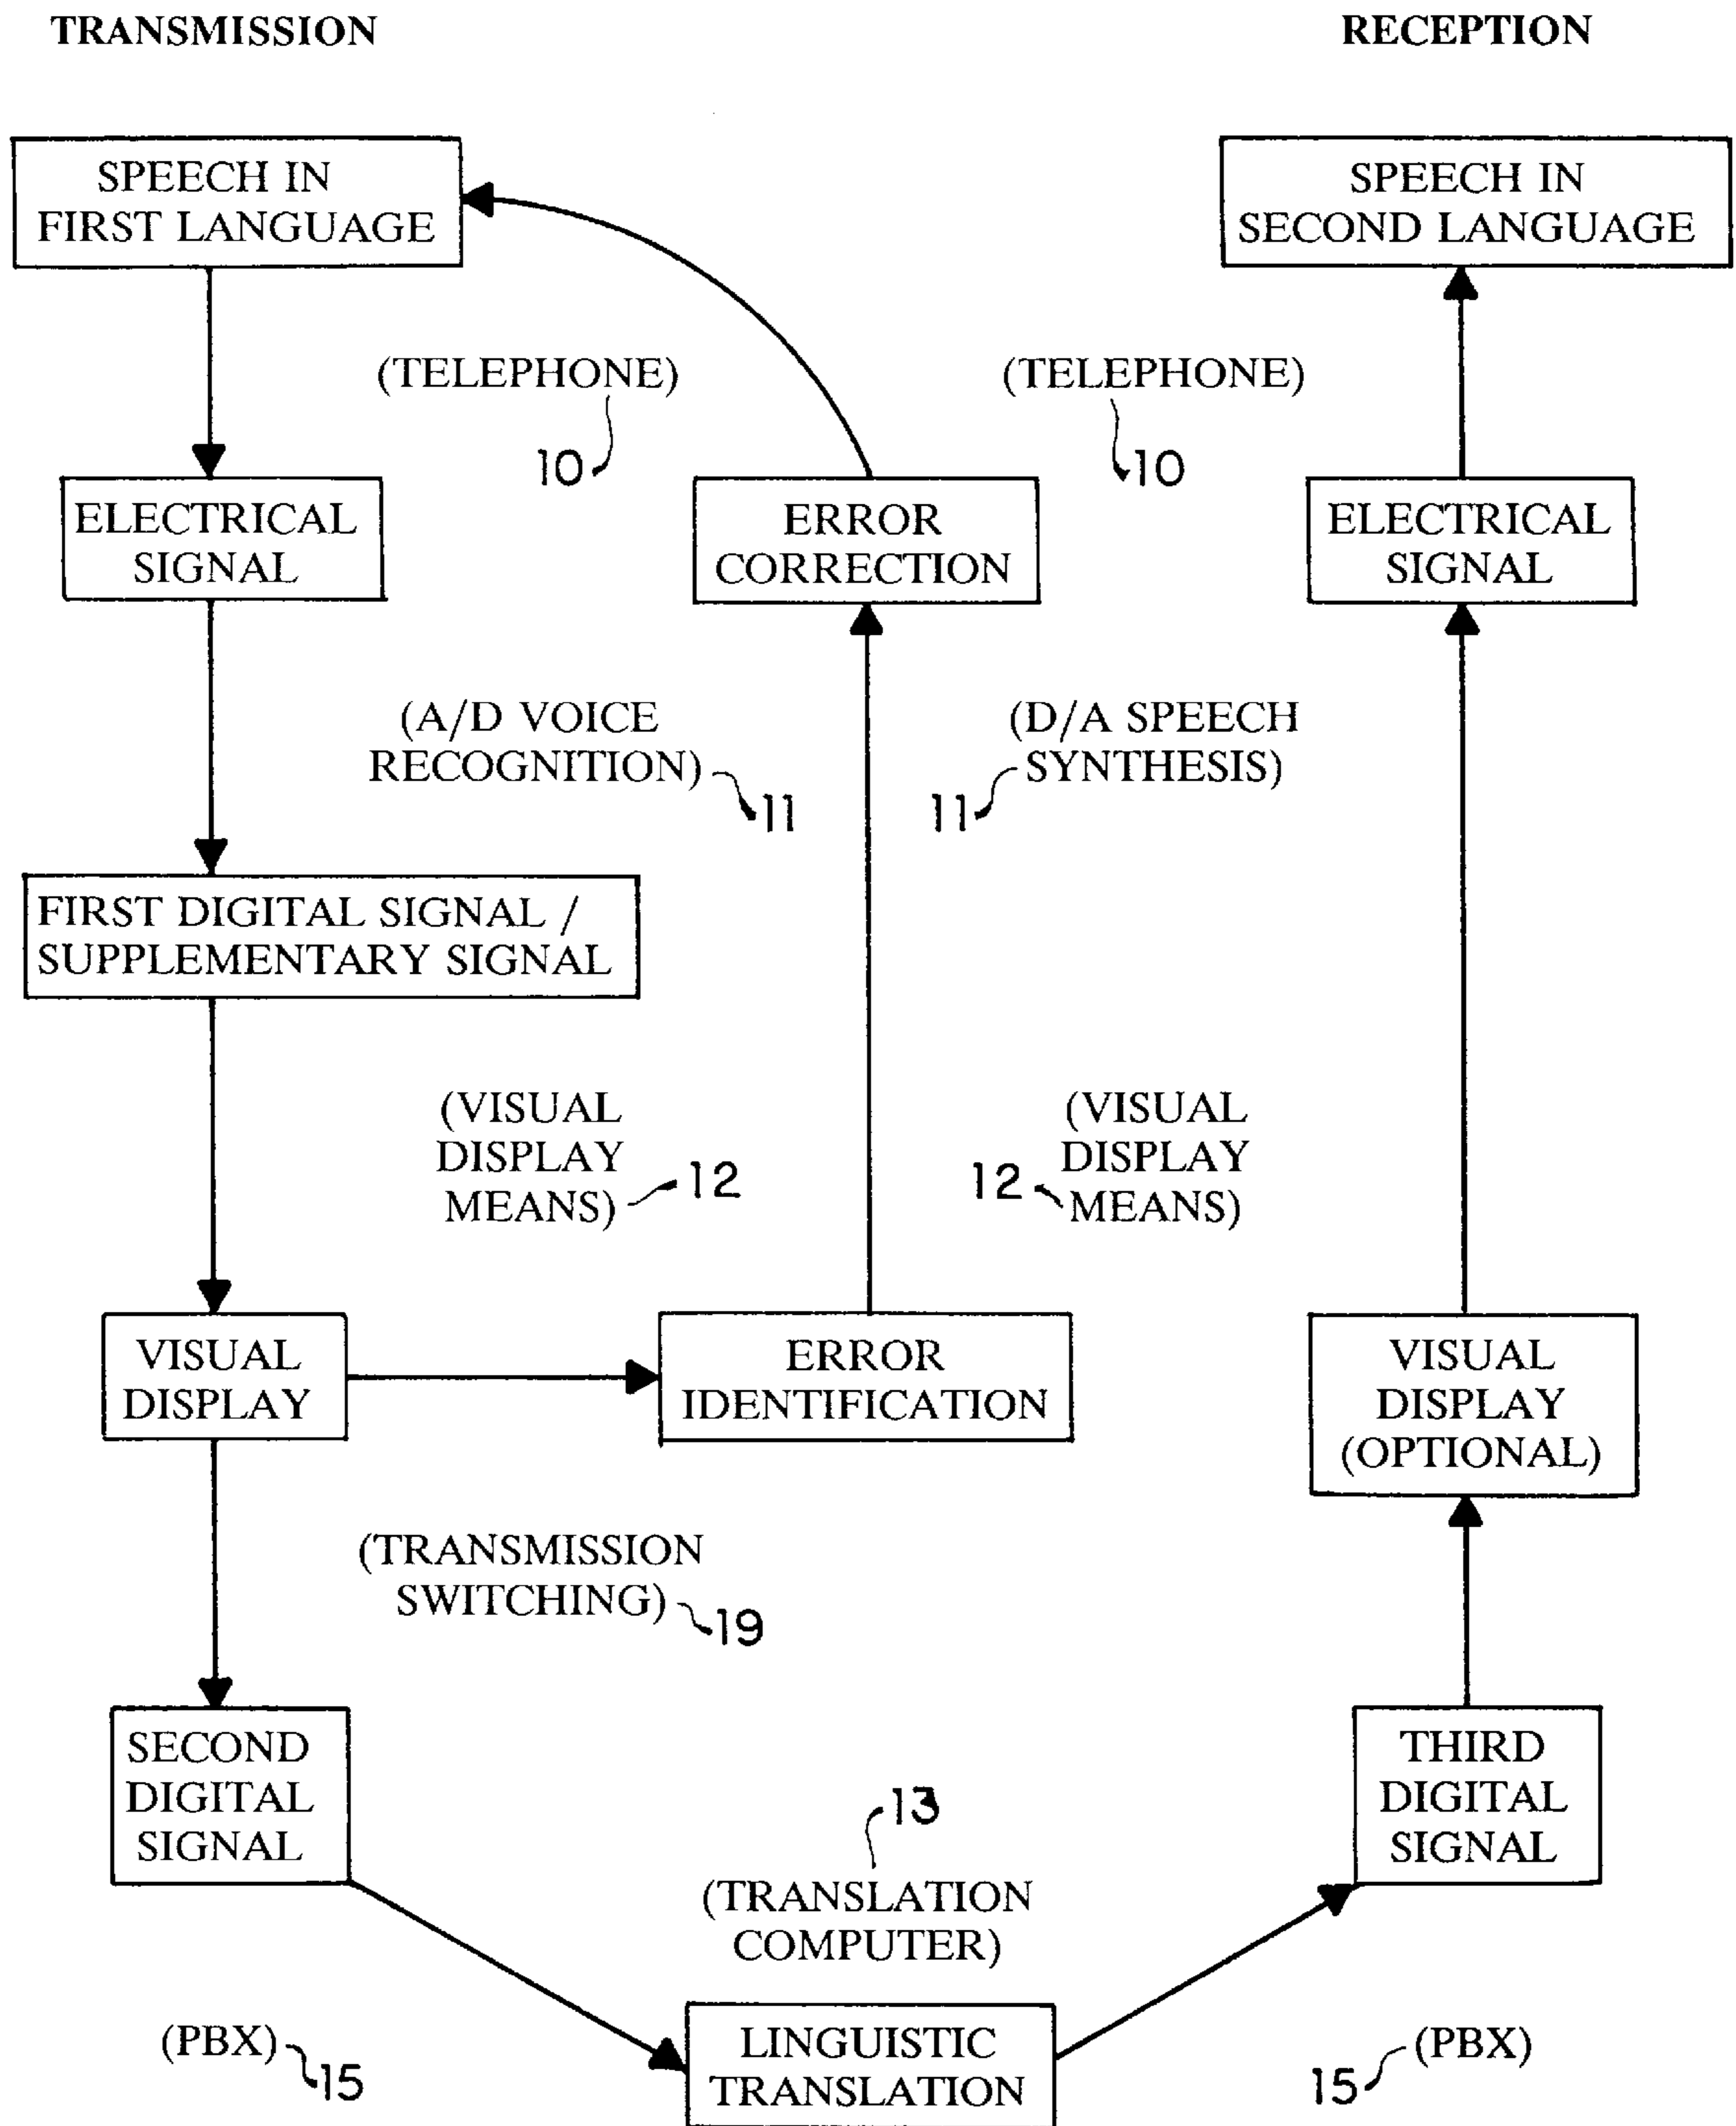 TRANSMISSION
RECEPTION
SPEECH IN
FIRST LANGUAGE
SPEECH IN
SECOND LANGUAGE
(TELEPHONE)
10
(TELEPHONE)
10
ELECTRICAL
SIGNAL
ERROR
CORRECTION
ELECTRICAL
SIGNAL
(A/D VOICE
RECOGNITION)
11
(D/A SPEECH
SYNTHESIS)
11
FIRST DIGITAL SIGNAL /
SUPPLEMENTARY SIGNAL
(VISUAL
DISPLAY
MEANS)
12
(VISUAL
DISPLAY
MEANS)
12
VISUAL
DISPLAY
ERROR
IDENTIFICATION
VISUAL
DISPLAY
(OPTIONAL)
(TRANSMISSION
SWITCHING)
19
SECOND
DIGITAL
SIGNAL
THIRD
DIGITAL
SIGNAL
13
(TRANSLATION
COMPUTER)
(PBX)
15
LINGUISTIC
TRANSLATION
(PBX)
15